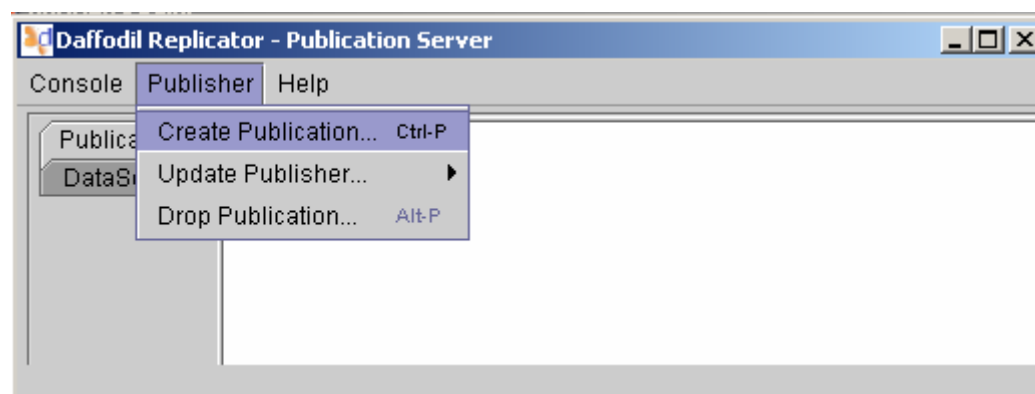 Daffodil Replicator - Publication Server
Console Publisher Help
Create Publication... Ctrl-P
Update Publisher...
Drop Publication... Alt-P